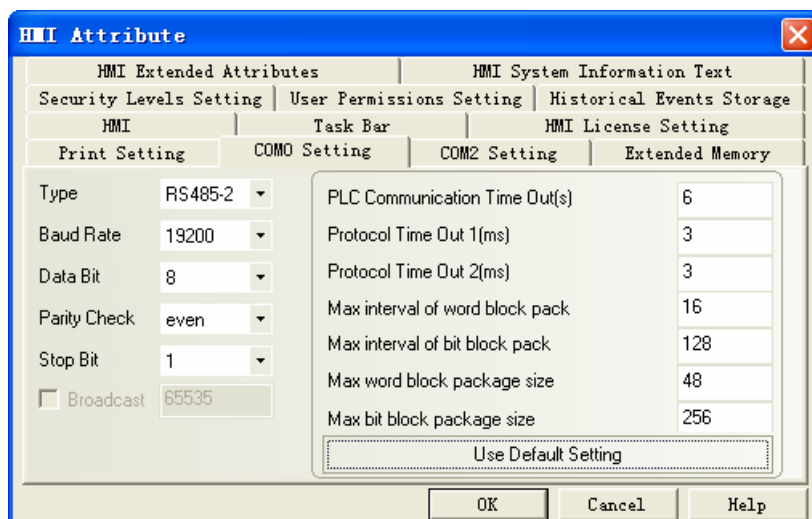 HMI Attribute
HMI Extended Attributes HMI System Information Text
Security Levels Setting User Permissions Setting Historical Events Storage
HMI Task Bar HMI License Setting
Print Setting COM0 Setting COM2 Setting Extended Memory
Type RS485-2
Baud Rate 19200
Data Bit 8
Parity Check even
Stop Bit 1
Broadcast 65535
PLC Communication Time Out(s) 6
Protocol Time Out 1(ms) 3
Protocol Time Out 2(ms) 3
Max interval of word block pack 16
Max interval of bit block pack 128
Max word block package size 48
Max bit block package size 256
Use Default Setting
OK Cancel Help